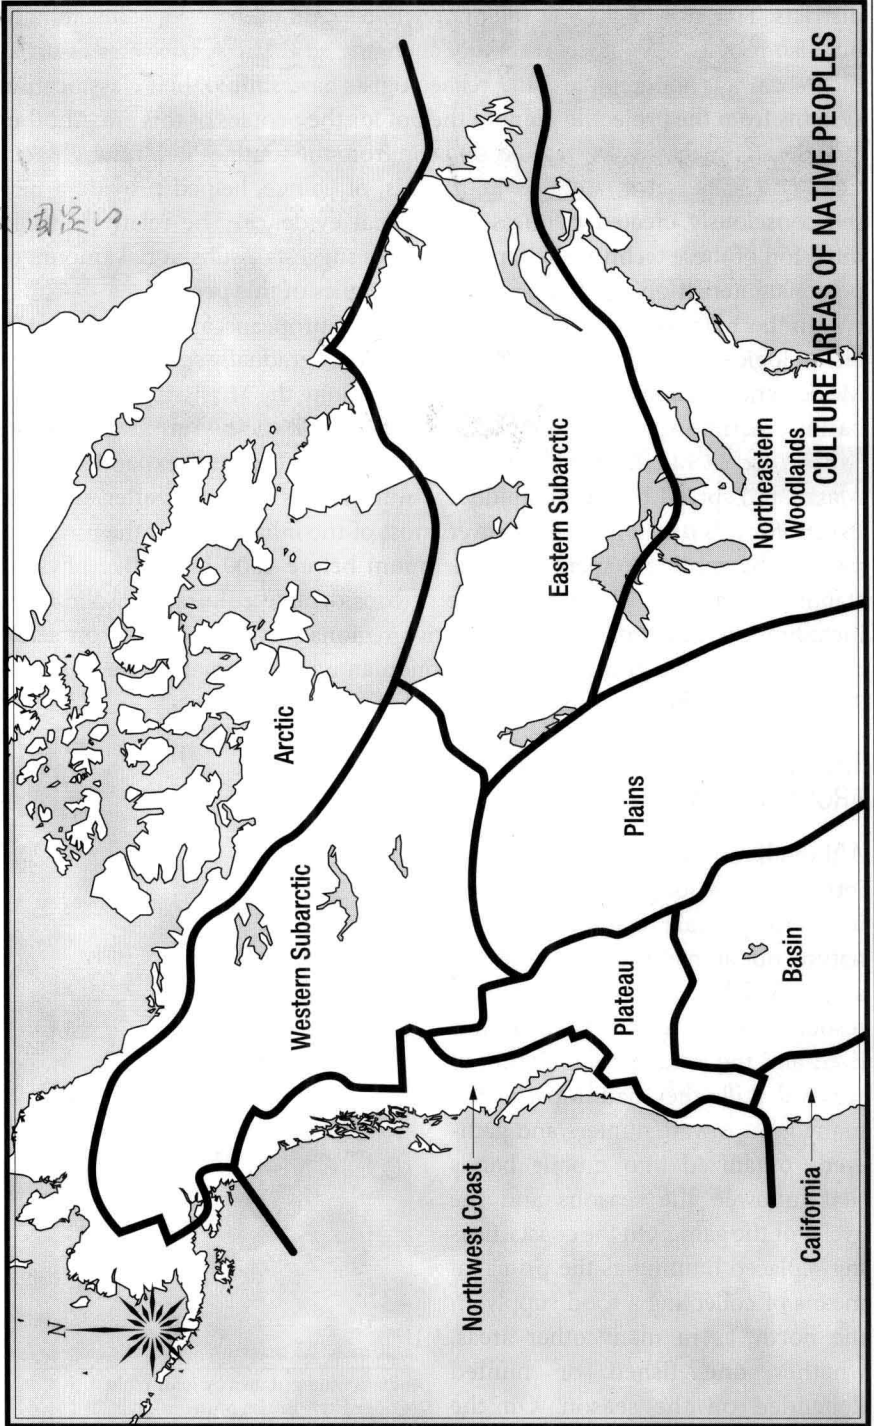 CULTURE AREAS OF NATIVE PEOPLES
N
Arctic
Western Subarctic
Eastern Subarctic
Northwest Coast
Plateau
Plains
Northeastern
Woodlands
Basin
California